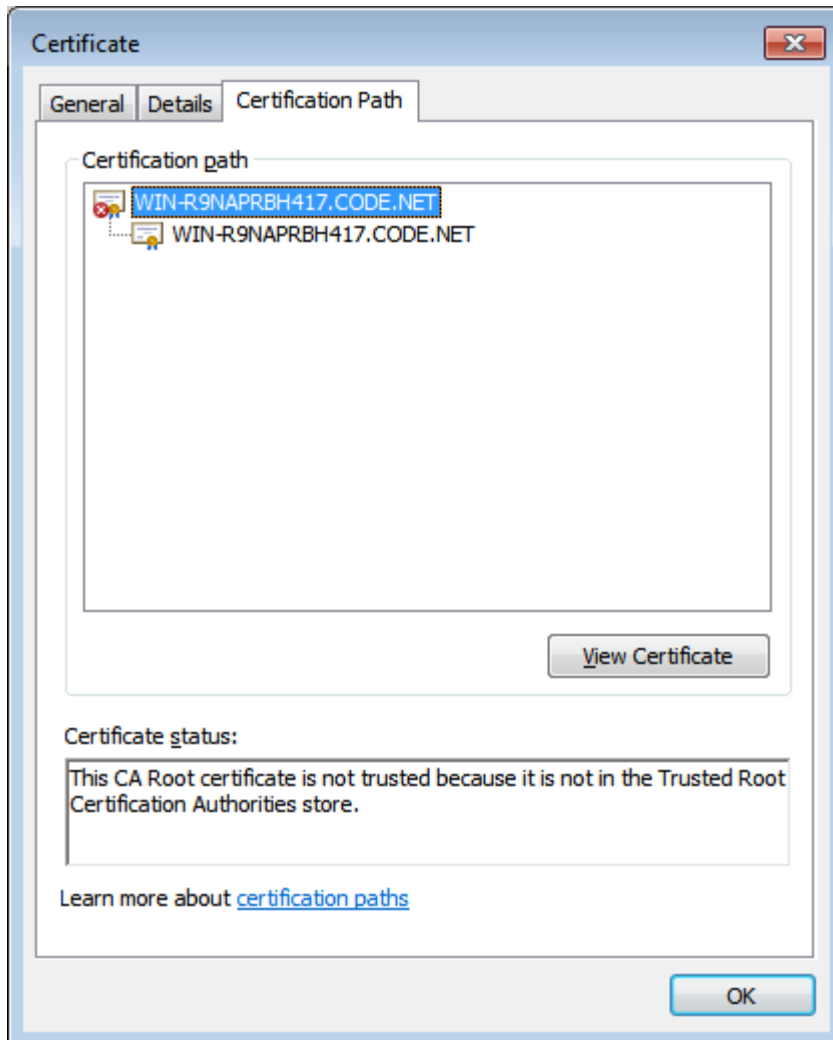 Certificate
General
Details
Certification Path
Certification path
WIN-R9NAPRBH417.CODE.NET
WIN-R9NAPRBH417.CODE.NET
View Certificate
Certificate status:
This CA Root certificate is not trusted because it is not in the Trusted Root
Certification Authorities store.
Learn more about certification paths
OK